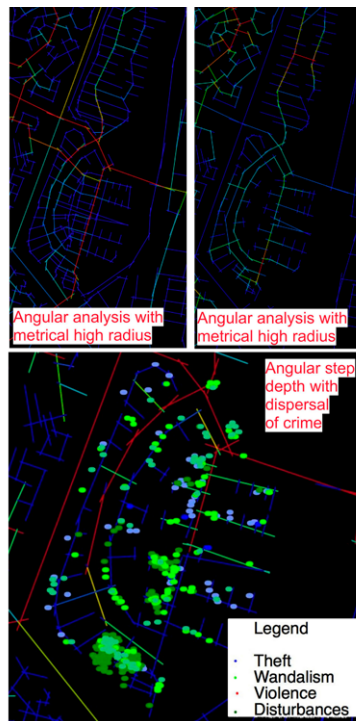 Angular analysis with
metrical high radius
Angular analysis with
metrical high radius
Angular step
depth with
dispersal
of crime
Legend
Theft
Wandalism
Violence
Disturbances